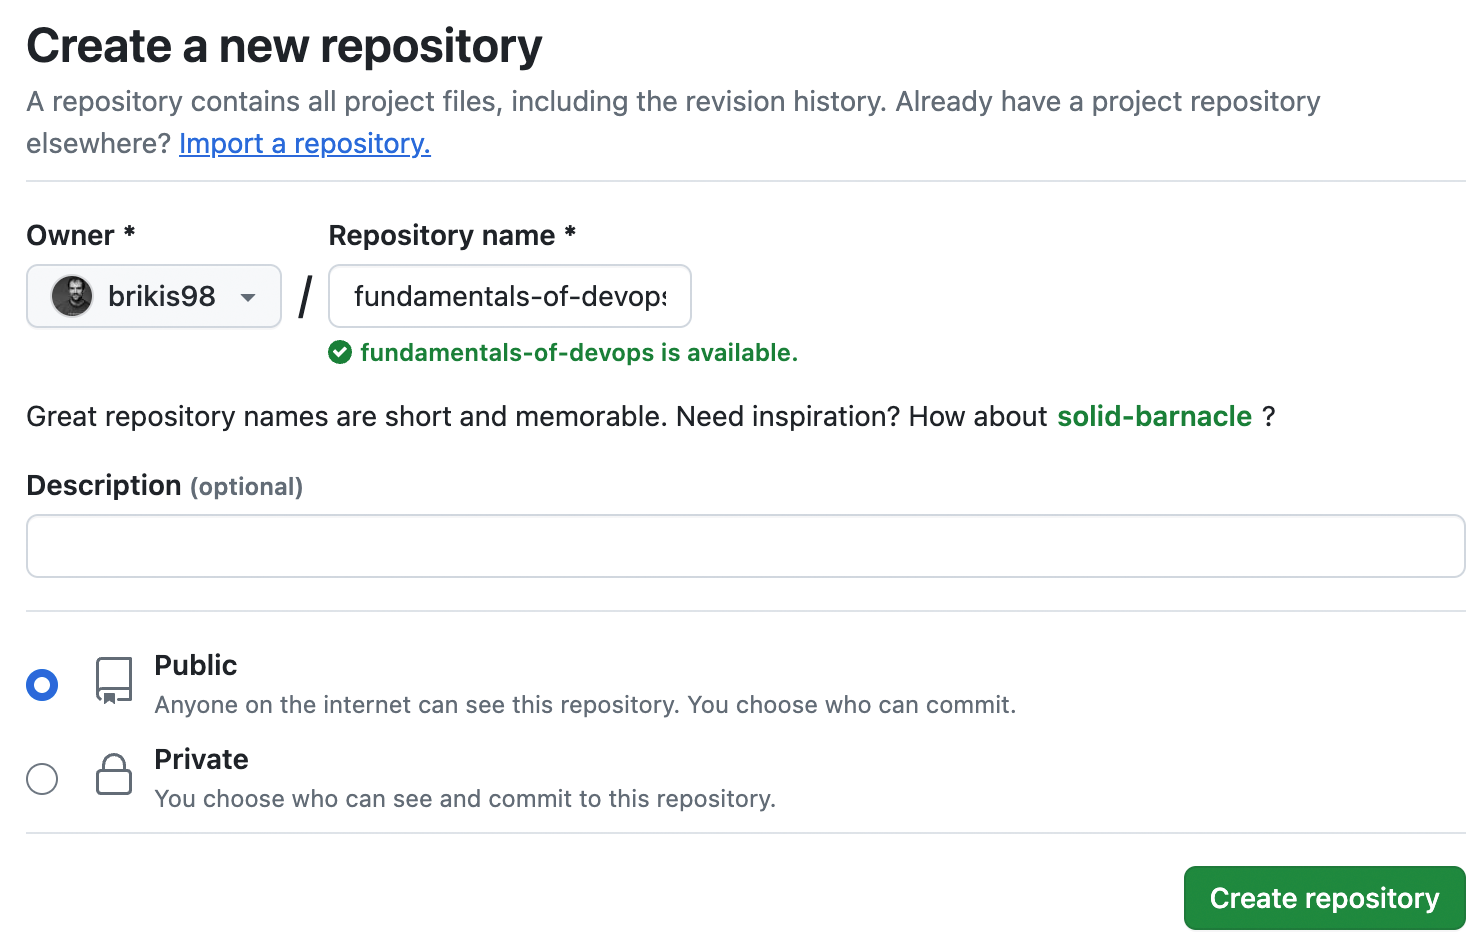 Create a new repository
A repository contains all project files, including the revision history. Already have a project repository
elsewhere? Import a repository.
Owner * Repository name *
brikis98 / fundamentals-of-devops
fundamentals-of-devops is available.
Great repository names are short and memorable. Need inspiration? How about solid-barnacle ?
Description (optional)
Public
Anyone on the internet can see this repository. You choose who can commit.
Private
You choose who can see and commit to this repository.
Create repository